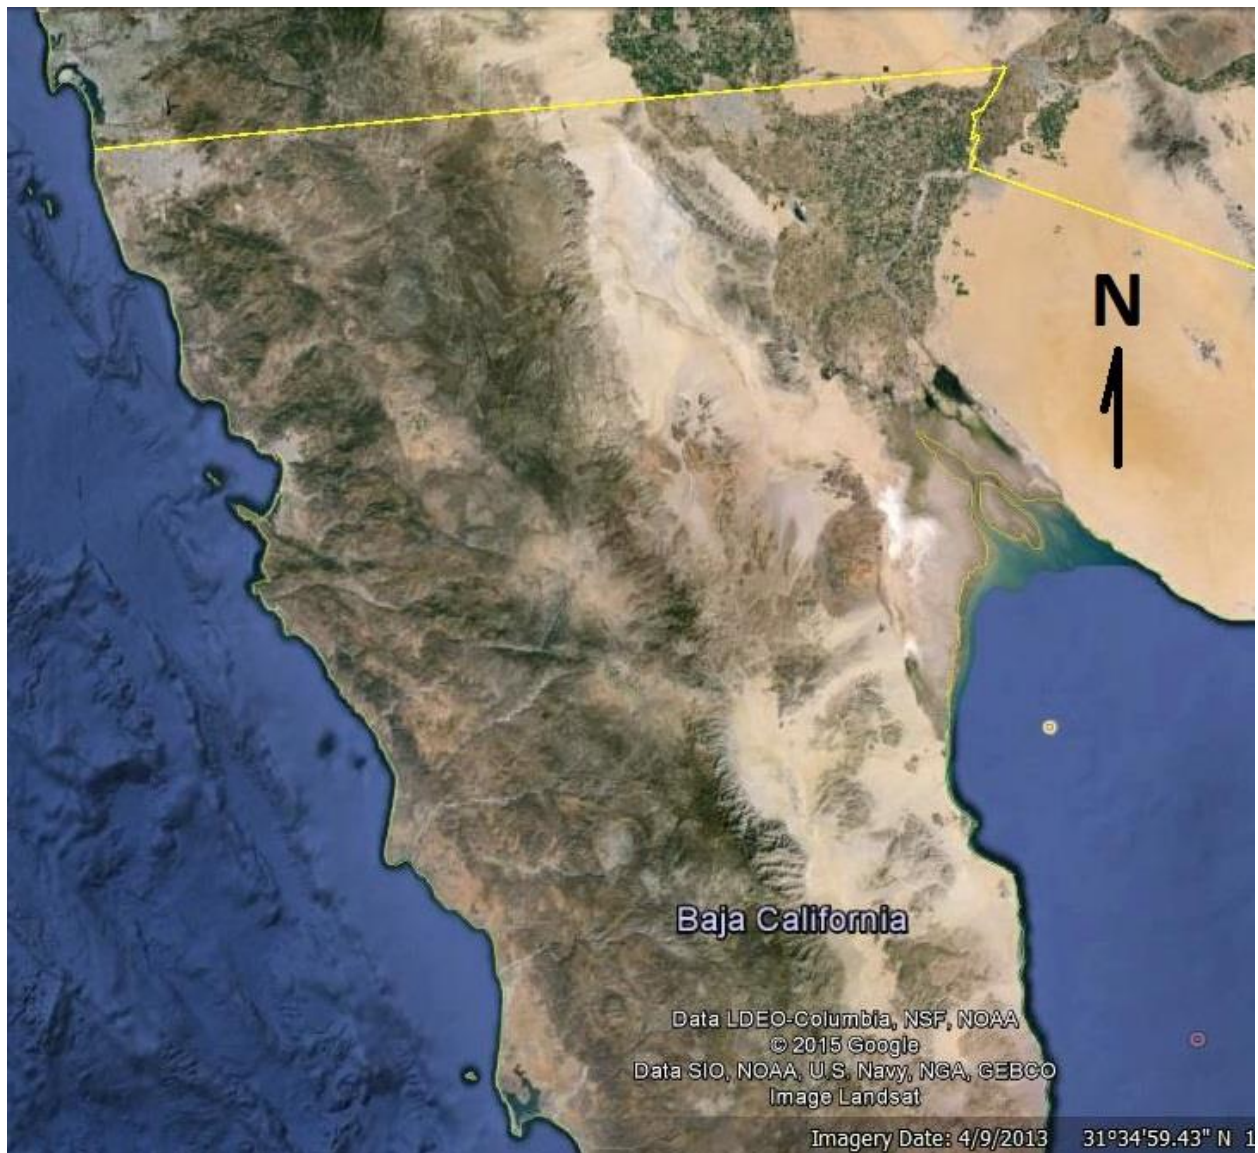 N
Baja California
Data LDEO-Columbia, NSF, NOAA
© 2015 Google
Data SIO, NOAA, U.S. Navy, NGA, GEBCO
Image Landsat
Imagery Date: 4/9/2013 31°34'59.43" N 1